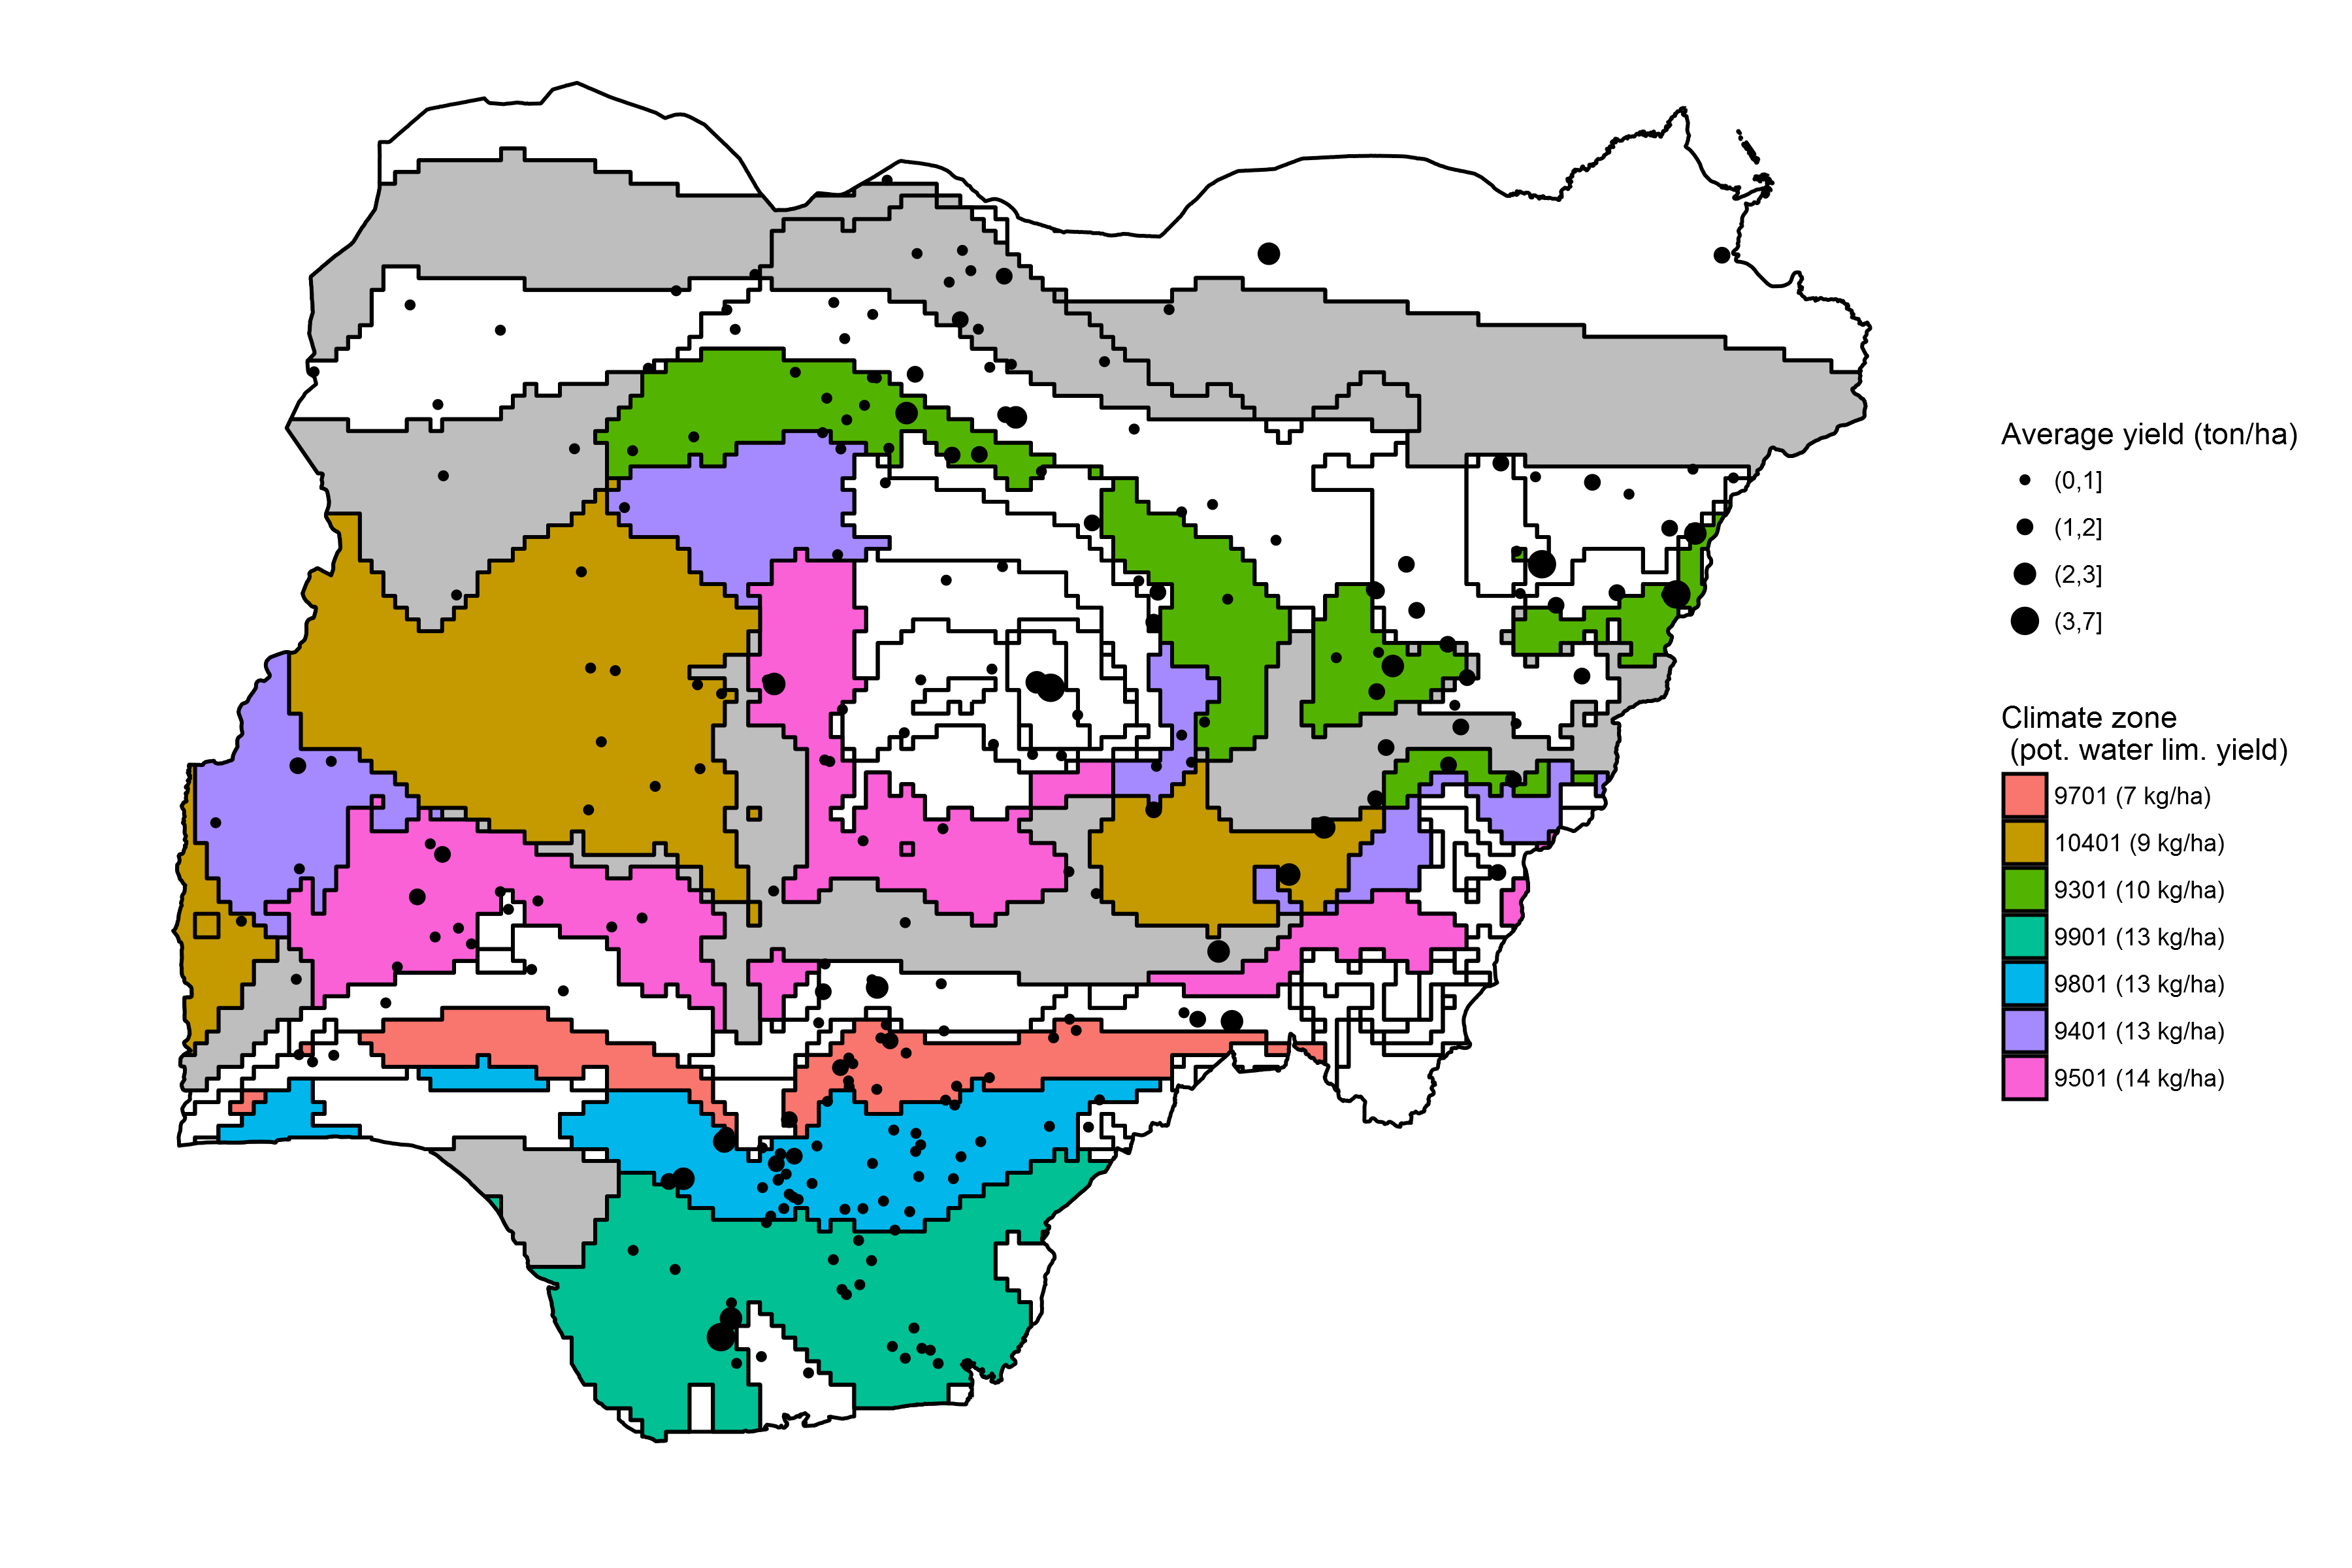 Average yield (ton/ha)
(0,1]
(1,2]
(2,3]
(3,7]
Climate zone
(pot. water lim. yield)
9701 (7 kg/ha)
10401 (9 kg/ha)
9301 (10 kg/ha)
9901 (13 kg/ha)
9801 (13 kg/ha)
9401 (13 kg/ha)
9501 (14 kg/ha)